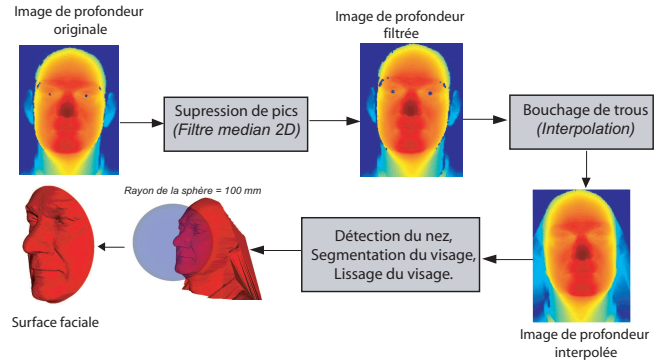 Image de profondeur
originale
Image de profondeur
filtrée
Supression de pics
(Filtre median 2D)
Bouchage de trous
(Interpolation)
Rayon de la sphère = 100 mm
Détection du nez,
Segmentation du visage,
Lissage du visage.
Surface faciale
Image de profondeur
interpolée